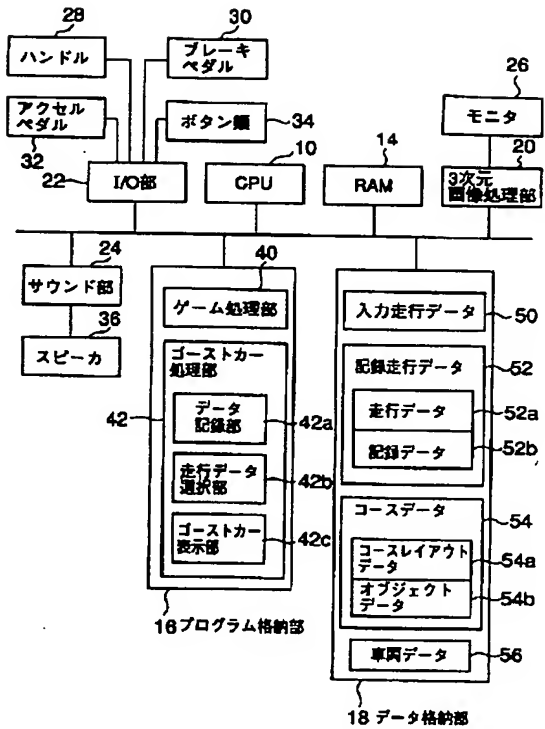 28
ハンドル
30
ブレーキ
ペダル
26
モニタ
アクセル
ペダル
32
ボタン類
34
22
I/O部
10
CPU
14
RAM
20
3次元
画像処理部
24
サウンド部
36
スピーカ
40
ゲーム処理部
ゴーストカー
処理部
42
データ
記録部
42a
走行データ
選択部
42b
ゴーストカー
表示部
42c
16 プログラム格納部
入力走行データ
50
記録走行データ
52
走行データ
52a
記録データ
52b
コースデータ
54
コースレイアウト
データ
54a
オブジェクト
データ
54b
車両データ
56
18 データ格納部